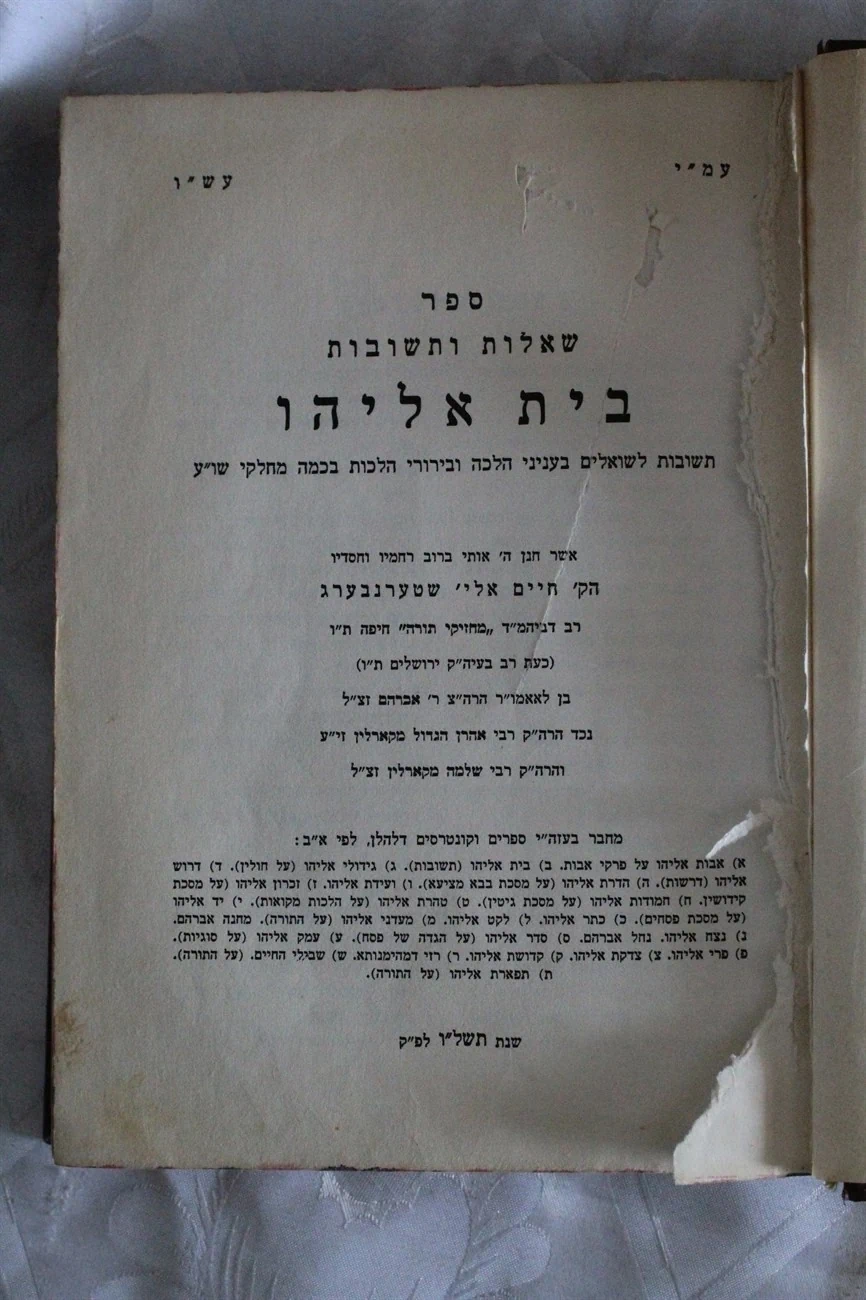 עמ״י
עש״ו
ספר
שאלות ותשובות
בית אליהו
תשובות לשואלים בעניני הלכה ובירורי הלכות בכמה מחלקי שו״ע
אשר חנן ה׳ אותי ברוב רחמיו וחסדיו
הק׳ חיים אלי׳ שטערנבערג
רב דביהמ״ד „מחזיקי תורה״ חיפה ת״ו
(כעת רב בעיה״ק ירושלים ת״ו)
בן לאאמו״ר הרה״צ ר׳ אברהם זצ״ל
נכד הרה״ק רבי אהרן הגדול מקארלין זי״ע
והרה״ק רבי שלמה מקארלין זצ״ל
מחבר בעזה״י ספרים וקונטרסים דלהלן, לפי א״ב:
א) אבות אליהו על פרקי אבות. ב) בית אליהו (תשובות). ג) גידולי אליהו (על חולין). ד) דרוש
אליהו (דרשות). ה) הדרת אליהו (על מסכת בבא מציעא). ו) ועידת אליהו. ז) זכרון אליהו (על מסכת
קידושין. ח) חמודות אליהו (על מסכת גיטין). ט) טהרת אליהו (על הלכות מקואות). י) יד אליהו
(על מסכת פסחים). כ) כתר אליהו. ל) לקט אליהו. מ) מעדני אליהו (על התורה). מחנה אברהם.
נ) נצח אליהו. נחל אברהם. ס) סדר אליהו (על הגדה של פסח). ע) עמק אליהו (על סוגיות).
פ) פרי אליהו. צ) צדקת אליהו. ק) קדושת אליהו. ר) רזי דמהימנותא. ש) שבילי החיים. (על התורה).
ת) תפארת אליהו (על התורה).
שנת תשל״ו לפ״ק